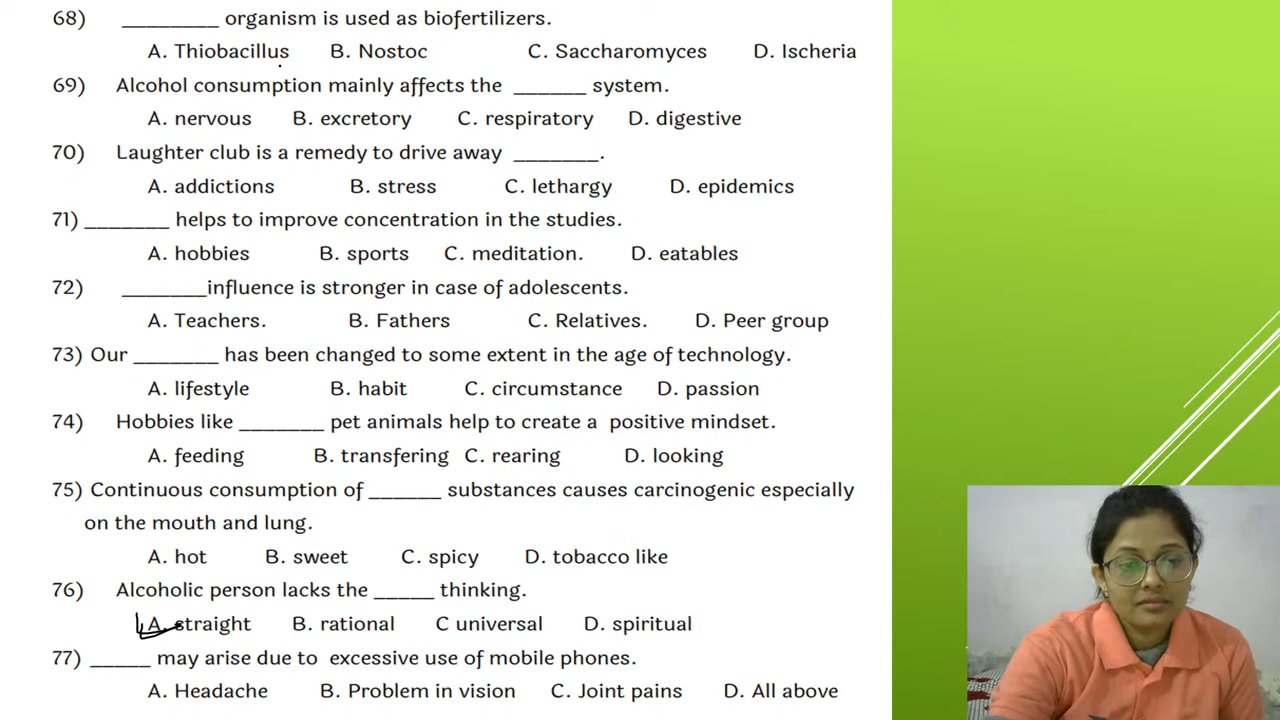 68) ________ organism is used as biofertilizers.
A. Thiobacillus B. Nostoc C. Saccharomyces D. Ischeria
69) Alcohol consumption mainly affects the ______ system.
A. nervous B. excretory C. respiratory D. digestive
70) Laughter club is a remedy to drive away _______.
A. addictions B. stress C. lethargy D. epidemics
71) _______ helps to improve concentration in the studies.
A. hobbies B. sports C. meditation. D. eatables
72) _______influence is stronger in case of adolescents.
A. Teachers. B. Fathers C. Relatives. D. Peer group
73) Our _______ has been changed to some extent in the age of technology.
A. lifestyle B. habit C. circumstance D. passion
74) Hobbies like _______ pet animals help to create a positive mindset.
A. feeding B. transfering C. rearing D. looking
75) Continuous consumption of ______ substances causes carcinogenic especially
on the mouth and lung.
A. hot B. sweet C. spicy D. tobacco like
76) Alcoholic person lacks the _____ thinking.
A. straight B. rational C universal D. spiritual
77) _____ may arise due to excessive use of mobile phones.
A. Headache B. Problem in vision C. Joint pains D. All above